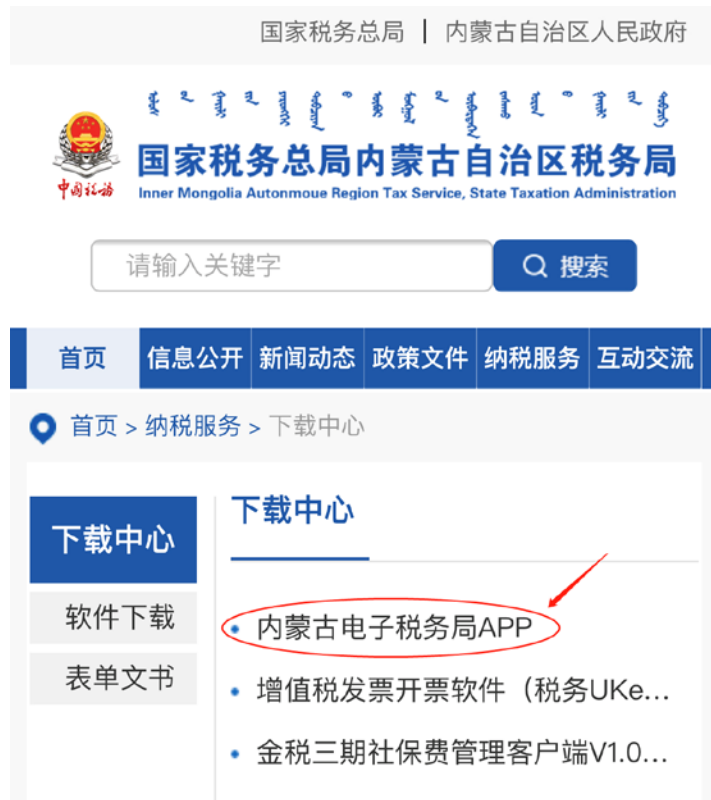 国家税务总局 | 内蒙古自治区人民政府
国家税务总局内蒙古自治区税务局
中国税务
Inner Mongolia Autonmoue Region Tax Service, State Taxation Administration
请输入关键字
搜索
首页 信息公开 新闻动态 政策文件 纳税服务 互动交流
首页 > 纳税服务 > 下载中心
下载中心
下载中心
软件下载
• 内蒙古电子税务局APP
表单文书
• 增值税发票开票软件（税务UKe...
• 金税三期社保费管理客户端V1.0...